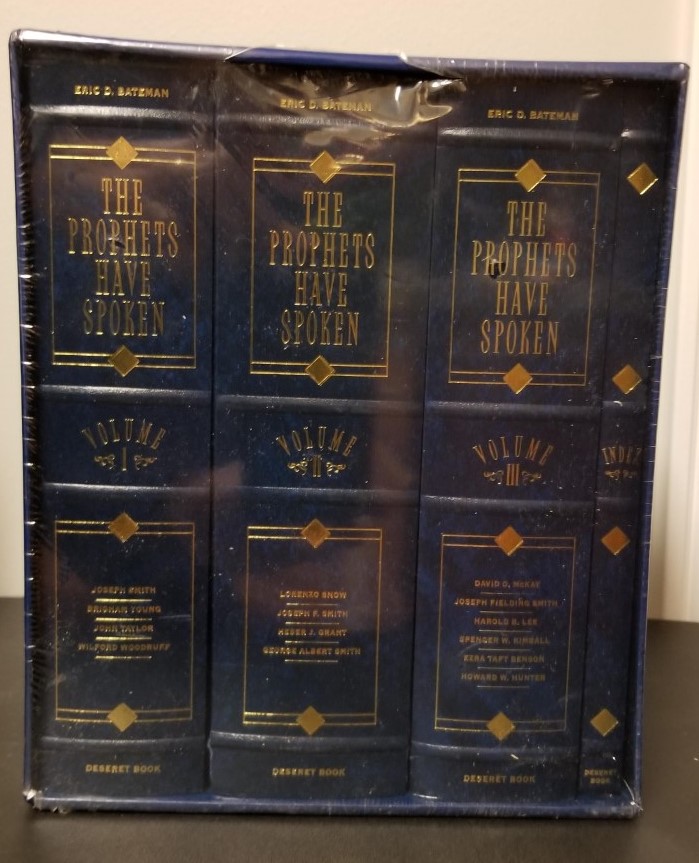 ERIC D. BATEMAN
THE
PROPHETS
HAVE
SPOKEN
VOLUME
I
JOSEPH SMITH
BRIGHAM YOUNG
JOHN TAYLOR
WILFORD WOODRUFF
DESERET BOOK
ERIC D. BATEMAN
THE
PROPHETS
HAVE
SPOKEN
VOLUME
II
LORENZO SNOW
JOSEPH F. SMITH
HEBER J. GRANT
GEORGE ALBERT SMITH
DESERET BOOK
ERIC D. BATEMAN
THE
PROPHETS
HAVE
SPOKEN
VOLUME
III
DAVID O. McKAY
JOSEPH FIELDING SMITH
HAROLD B. LEE
SPENCER W. KIMBALL
EZRA TAFT BENSON
HOWARD W. HUNTER
DESERET BOOK
INDEX
DESERET
BOOK